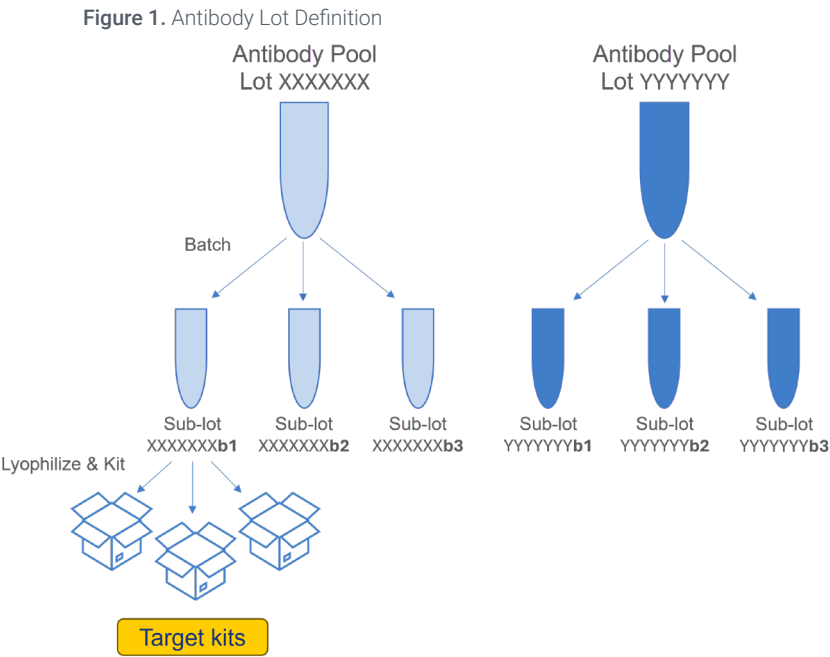 Figure 1. Antibody Lot Definition
Antibody Pool
Lot XXXXXXX
Antibody Pool
Lot YYYYYYY
Batch
Sub-lot
XXXXXXXb1
Sub-lot
XXXXXXXb2
Sub-lot
XXXXXXXb3
Sub-lot
YYYYYYYb1
Sub-lot
YYYYYYYb2
Sub-lot
YYYYYYYb3
Lyophilize & Kit
Target kits